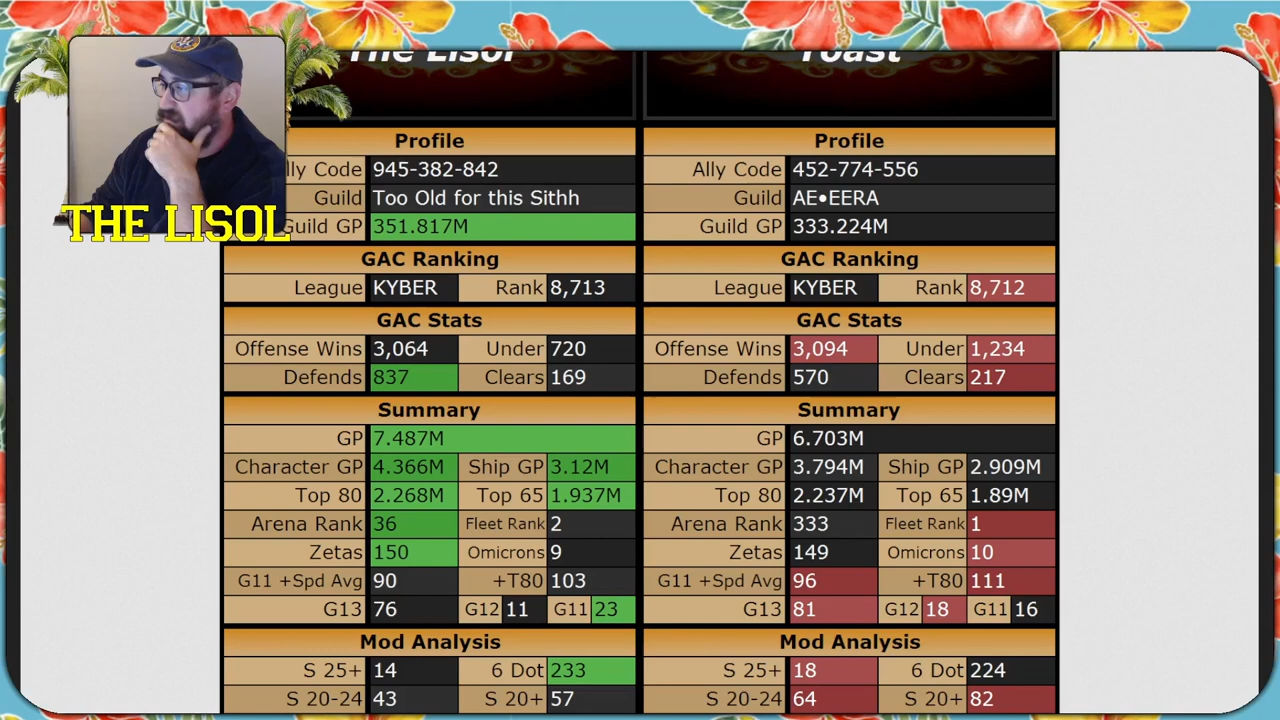 The Lisol Toast
THE LISOL
Profile Profile
lly Code 945-382-842 Ally Code 452-774-556
Guild Too Old for this Sithh Guild AE•EERA
Guild GP 351.817M Guild GP 333.224M
GAC Ranking GAC Ranking
League KYBER Rank 8,713 League KYBER Rank 8,712
GAC Stats GAC Stats
Offense Wins 3,064 Under 720 Offense Wins 3,094 Under 1,234
Defends 837 Clears 169 Defends 570 Clears 217
Summary Summary
GP 7.487M GP 6.703M
Character GP 4.366M Ship GP 3.12M Character GP 3.794M Ship GP 2.909M
Top 80 2.268M Top 65 1.937M Top 80 2.237M Top 65 1.89M
Arena Rank 36 Fleet Rank 2 Arena Rank 333 Fleet Rank 1
Zetas 150 Omicrons 9 Zetas 149 Omicrons 10
G11 +Spd Avg 90 +T80 103 G11 +Spd Avg 96 +T80 111
G13 76 G12 11 G11 23 G13 81 G12 18 G11 16
Mod Analysis Mod Analysis
S 25+ 14 6 Dot 233 S 25+ 18 6 Dot 224
S 20-24 43 S 20+ 57 S 20-24 64 S 20+ 82